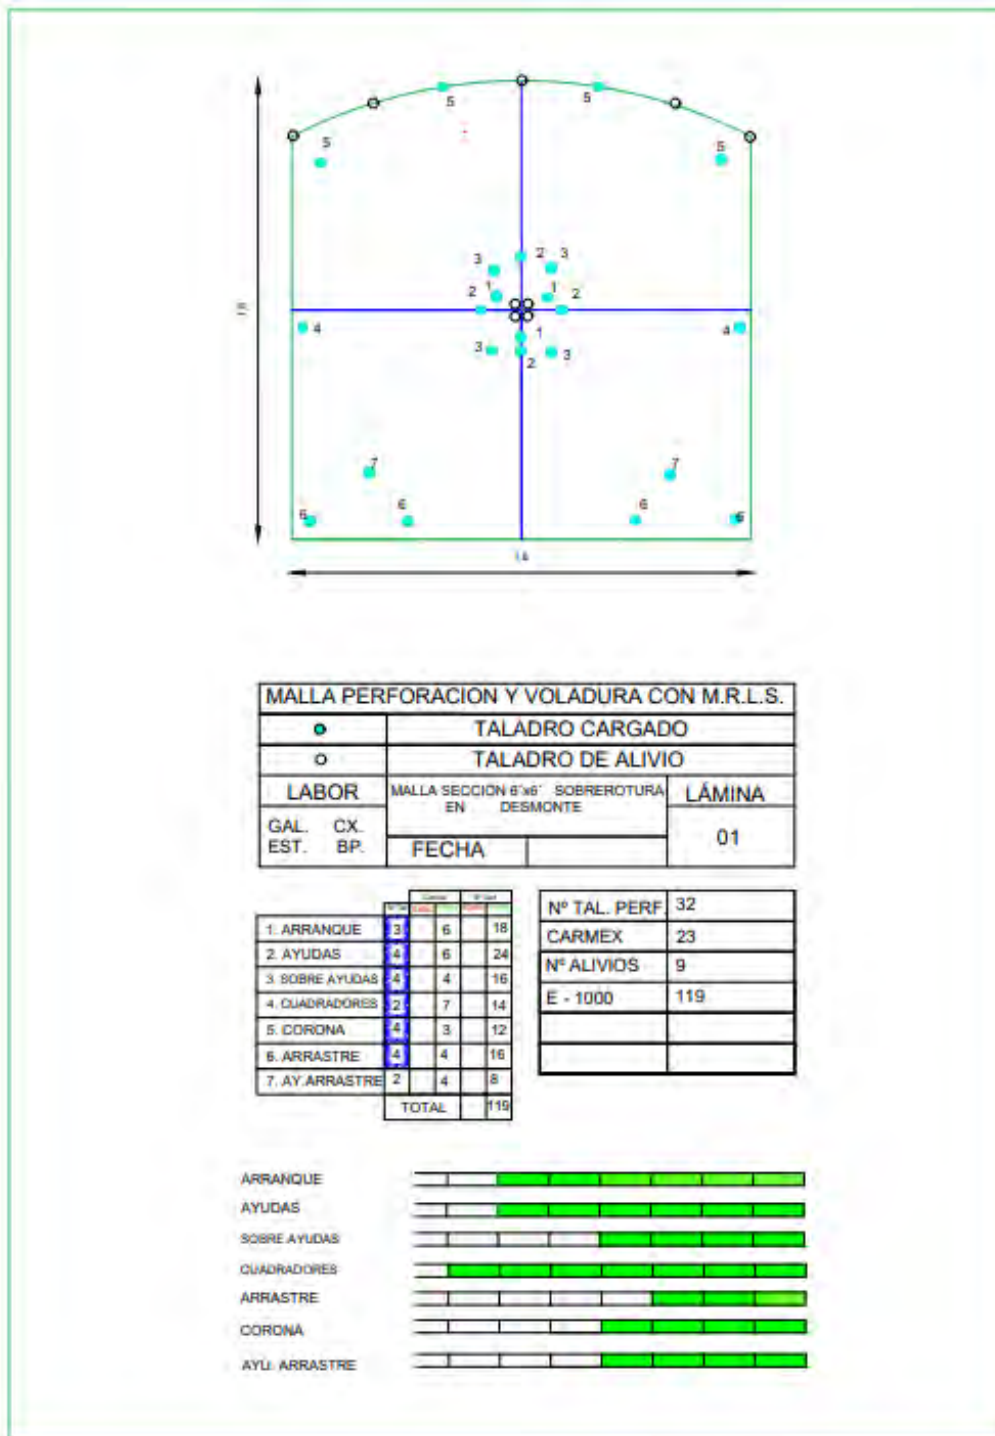 5 5
5 5
3 2 3
2 1 1 2
4 4
1
3 2 3
7 7
6 6 6 6
MALLA PERFORACION Y VOLADURA CON M.R.L.S.
TALADRO CARGADO
TALADRO DE ALIVIO
LABOR
MALLA SECCIÓN 6´x6´ SOBREROTURA
EN DESMONTE
LÁMINA
GAL. CX.
EST. BP.
FECHA
01
1. ARRANQUE 3 6 18
2. AYUDAS 4 6 24
3. SOBRE AYUDAS 4 4 16
4. CUADRADORES 2 7 14
5. CORONA 4 3 12
6. ARRASTRE 4 4 16
7. AY.ARRASTRE 2 4 8
TOTAL 119
Nº TAL. PERF. 32
CARMEX 23
Nº ALIVIOS 9
E - 1000 119
ARRANQUE
AYUDAS
SOBRE AYUDAS
CUADRADORES
ARRASTRE
CORONA
AYU. ARRASTRE